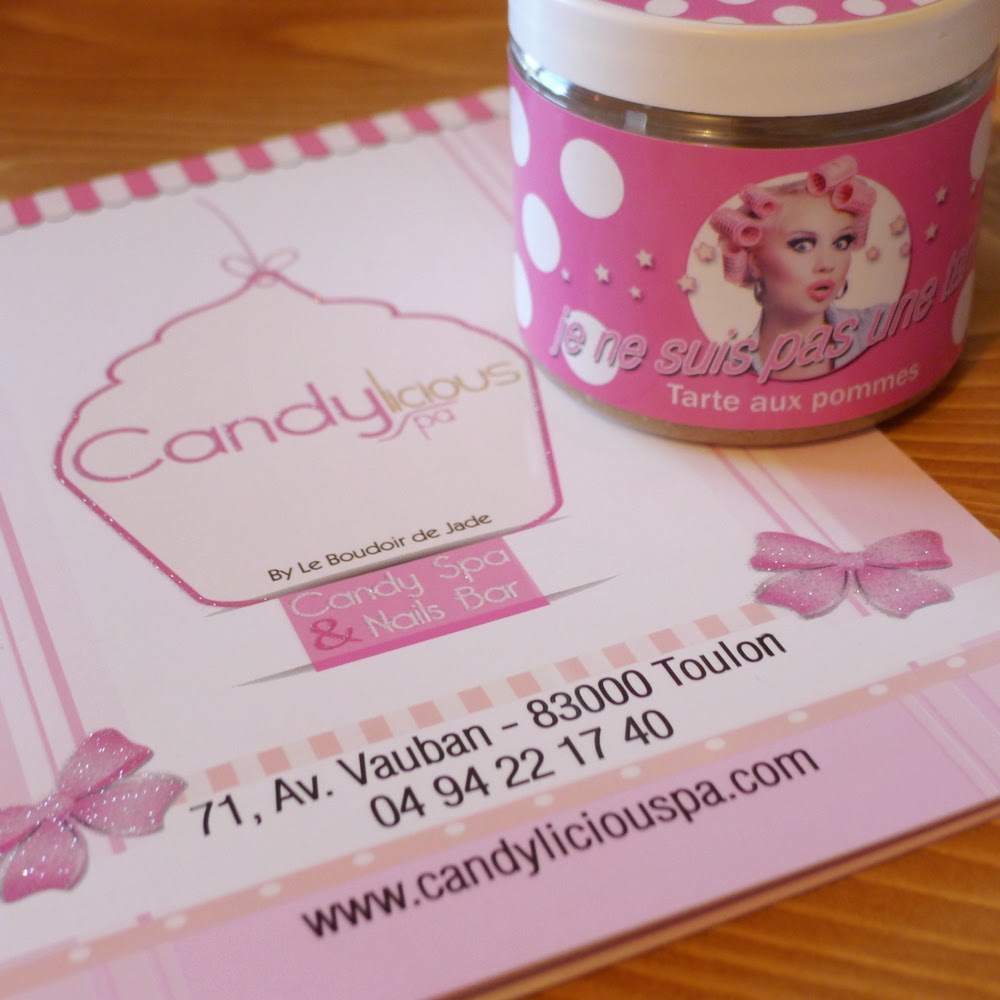 je ne suis pas une
Tarte aux pommes
Candylicious
spa
By Le Boudoir de Jade
Candy Spa
& Nails Bar
71, Av. Vauban - 83000 Toulon
04 94 22 17 40
www.candyliciouspa.com